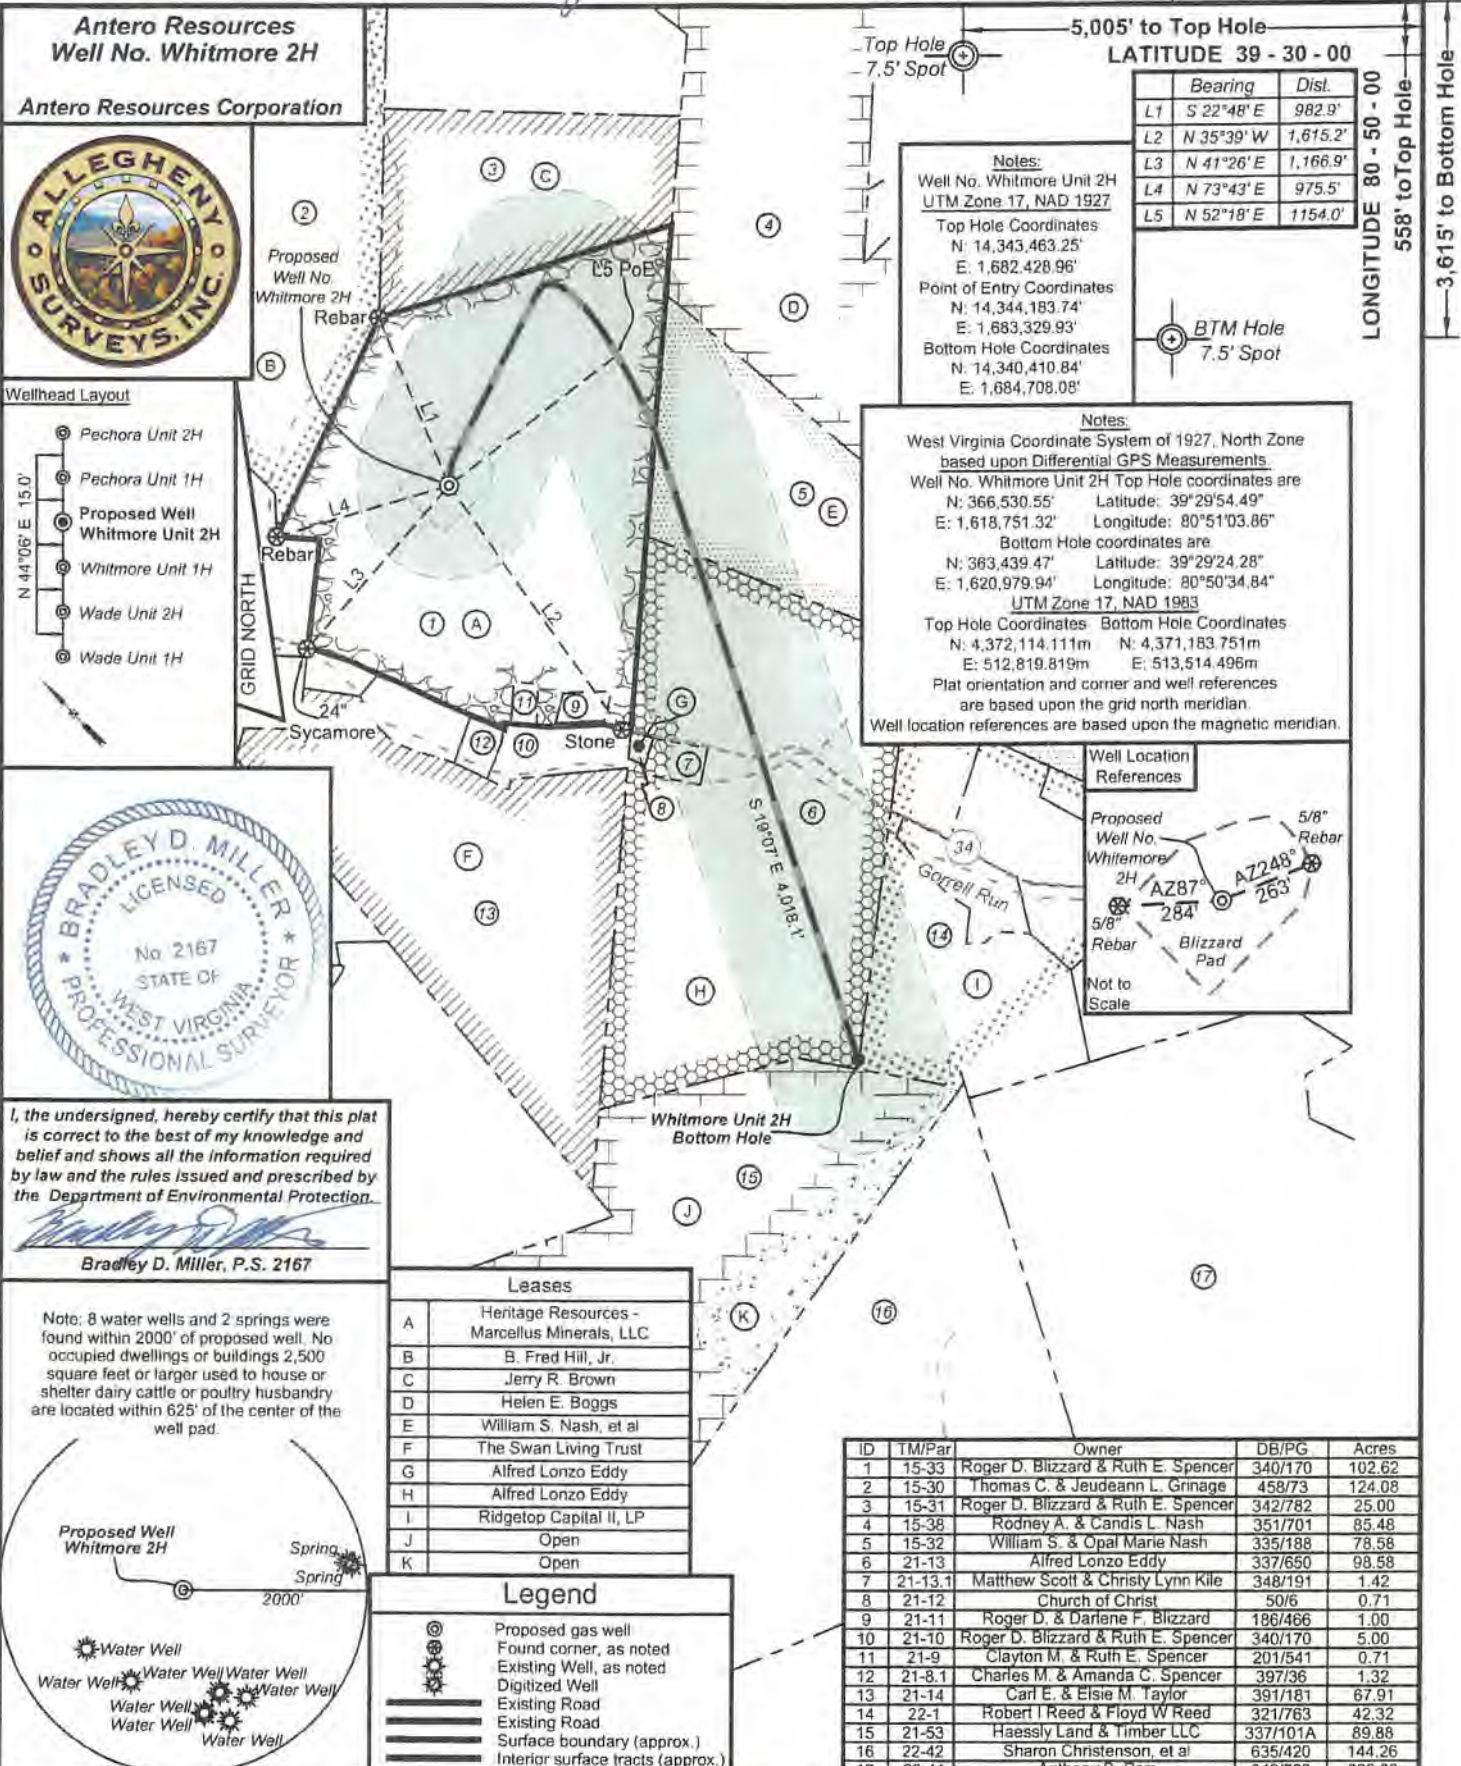 Antero Resources
Well No. Whitmore 2H
Antero Resources Corporation
ALLEGHENY
SURVEYS, INC.
Top Hole
7.5' Spot
5,005' to Top Hole
LATITUDE 39 - 30 - 00
LONGITUDE 80 - 50 - 00
558' toTop Hole
3,615' to Bottom Hole
Bearing Dist.
L1 S 22°48' E 982.9'
L2 N 35°39' W 1,615.2'
L3 N 41°26' E 1,166.9'
L4 N 73°43' E 975.5'
L5 N 52°18' E 1154.0'
Notes:
Well No. Whitmore Unit 2H
UTM Zone 17, NAD 1927
Top Hole Coordinates
N: 14,343,463.25'
E: 1,682.428.96'
Point of Entry Coordinates
N: 14,344,183.74'
E: 1,683,329.93'
Bottom Hole Coordinates
N: 14,340,410.84'
E: 1,684,708.08'
BTM Hole
7.5' Spot
Notes:
West Virginia Coordinate System of 1927, North Zone
based upon Differential GPS Measurements
Well No. Whitmore Unit 2H Top Hole coordinates are
N: 366,530.55' Latitude: 39°29'54.49"
E: 1,618,751.32' Longitude: 80°51'03.86"
Bottom Hole coordinates are
N: 363,439.47' Latitude: 39°29'24.28"
E: 1,620,979.94' Longitude: 80°50'34.84"
UTM Zone 17, NAD 1983
Top Hole Coordinates Bottom Hole Coordinates
N: 4,372,114.111m N: 4,371,183.751m
E: 512,819.819m E: 513,514.496m
Plat orientation and corner and well references
are based upon the grid north meridian.
Well location references are based upon the magnetic meridian.
Well Location
References
Proposed
Well No.
Whitemore
2H
5/8"
Rebar
AZ87°
284'
AZ248°
263'
5/8"
Rebar
Blizzard
Pad
Not to
Scale
Wellhead Layout
Pechora Unit 2H
Pechora Unit 1H
Proposed Well
Whitmore Unit 2H
Whitmore Unit 1H
Wade Unit 2H
Wade Unit 1H
N 44°06' E 15.0'
GRID NORTH
2
3 C
4
D
B
Proposed
Well No.
Whitmore 2H
Rebar
L5 PoE
L1
L4
L3
L2
Rebar
5 E
1 A
24"
Sycamore
11 9
12 10
Stone
G
7
8
6
S 19°07' E 4,018.1'
34
Gorrell Run
14
I
F
13
H
Whitmore Unit 2H
Bottom Hole
15
J
K
16
17
BRADLEY D. MILLER
LICENSED
No. 2167
STATE OF
WEST VIRGINIA
PROFESSIONAL SURVEYOR
I, the undersigned, hereby certify that this plat
is correct to the best of my knowledge and
belief and shows all the information required
by law and the rules issued and prescribed by
the Department of Environmental Protection.
Bradley D. Miller, P.S. 2167
Note: 8 water wells and 2 springs were
found within 2000' of proposed well. No
occupied dwellings or buildings 2,500
square feet or larger used to house or
shelter dairy cattle or poultry husbandry
are located within 625' of the center of the
well pad.
Proposed Well
Whitmore 2H
Spring
Spring
2000'
Water Well
Water Well
Water Well
Water Well
Water Well
Water Well
Water Well
Water Well
Leases
A Heritage Resources -
Marcellus Minerals, LLC
B B. Fred Hill, Jr.
C Jerry R. Brown
D Helen E. Boggs
E William S. Nash, et al
F The Swan Living Trust
G Alfred Lonzo Eddy
H Alfred Lonzo Eddy
I Ridgetop Capital II, LP
J Open
K Open
Legend
Proposed gas well
Found corner, as noted
Existing Well, as noted
Digitized Well
Existing Road
Existing Road
Surface boundary (approx.)
Interior surface tracts (approx.)
ID TM/Par Owner DB/PG Acres
1 15-33 Roger D. Blizzard & Ruth E. Spencer 340/170 102.62
2 15-30 Thomas C. & Jeudeann L. Grinage 458/73 124.08
3 15-31 Roger D. Blizzard & Ruth E. Spencer 342/782 25.00
4 15-38 Rodney A. & Candis L. Nash 351/701 85.48
5 15-32 William S. & Opal Marie Nash 335/188 78.58
6 21-13 Alfred Lonzo Eddy 337/650 98.58
7 21-13.1 Matthew Scott & Christy Lynn Kile 348/191 1.42
8 21-12 Church of Christ 50/6 0.71
9 21-11 Roger D. & Darlene F. Blizzard 186/466 1.00
10 21-10 Roger D. Blizzard & Ruth E. Spencer 340/170 5.00
11 21-9 Clayton M. & Ruth E. Spencer 201/541 0.71
12 21-8.1 Charles M. & Amanda C. Spencer 397/36 1.32
13 21-14 Carl E. & Elsie M. Taylor 391/181 67.91
14 22-1 Robert I Reed & Floyd W Reed 321/763 42.32
15 21-53 Haessly Land & Timber LLC 337/101A 89.88
16 22-42 Sharon Christenson, et al 635/420 144.26